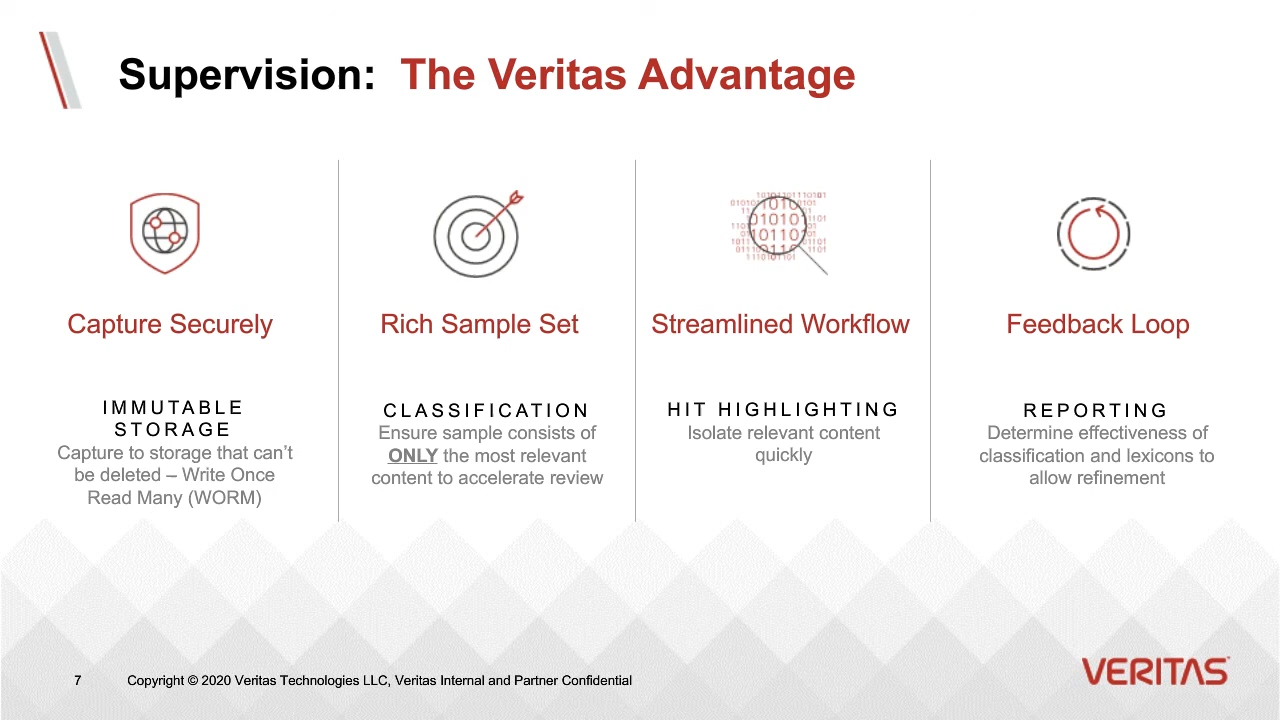 Supervision: The Veritas Advantage
Capture Securely
IMMUTABLE
STORAGE
Capture to storage that can’t
be deleted – Write Once
Read Many (WORM)
Rich Sample Set
CLASSIFICATION
Ensure sample consists of
ONLY the most relevant
content to accelerate review
Streamlined Workflow
HIT HIGHLIGHTING
Isolate relevant content
quickly
Feedback Loop
REPORTING
Determine effectiveness of
classification and lexicons to
allow refinement
7 Copyright © 2020 Veritas Technologies LLC, Veritas Internal and Partner Confidential
VERITAS